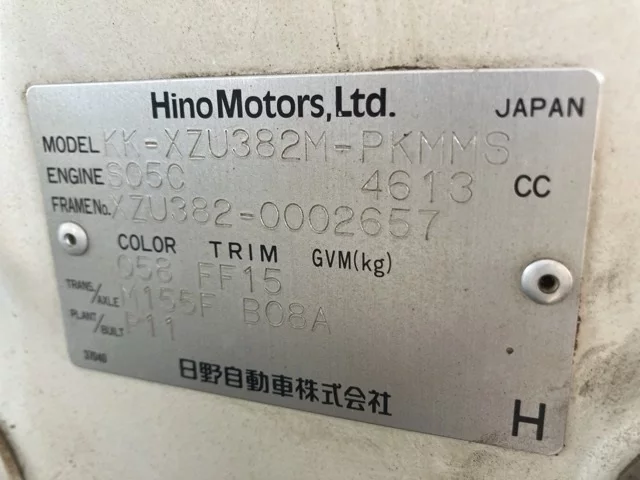 Hino Motors, Ltd. JAPAN
MODEL KK-XZU382M-PKMMS
ENGINE S05C 4613 CC
FRAME No. XZU382-0002657
COLOR TRIM GVM(kg)
058 FF15
TRANS./AXLE M155F B08A
PLANT/BUILT P11
37040
日野自動車株式会社
H